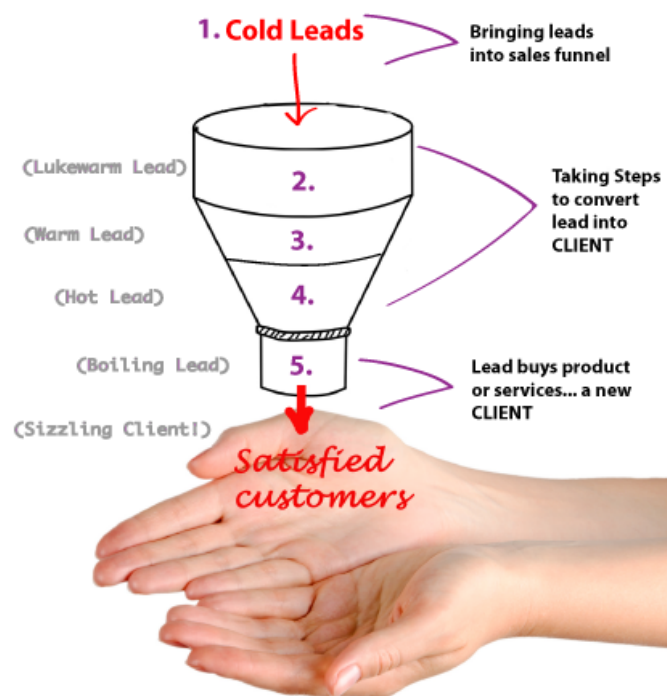 1. Cold Leads
Bringing leads
into sales funnel
(Lukewarm Lead)
2.
Taking Steps
to convert
lead into
CLIENT
(Warm Lead)
3.
(Hot Lead)
4.
(Boiling Lead)
5.
Lead buys product
or services... a new
CLIENT
(Sizzling Client!)
Satisfied
customers